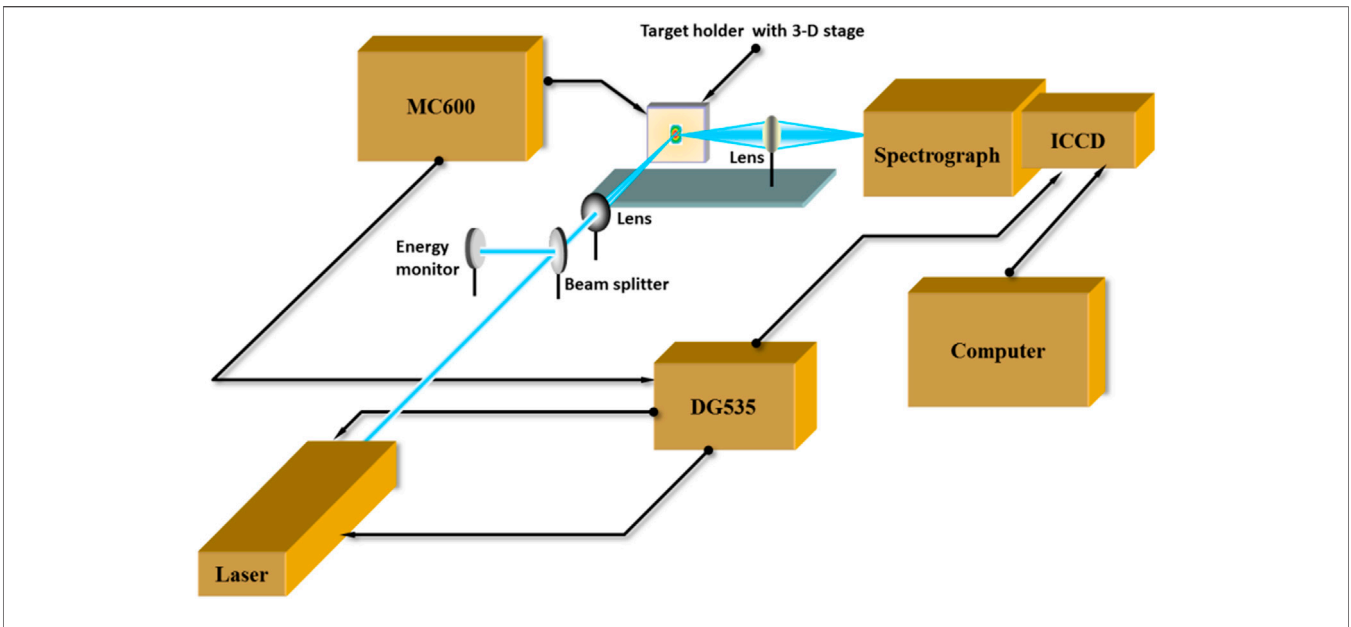 Target holder with 3-D stage
MC600
Spectrograph
ICCD
Lens
Lens
Energy
monitor
Beam splitter
Computer
DG535
Laser